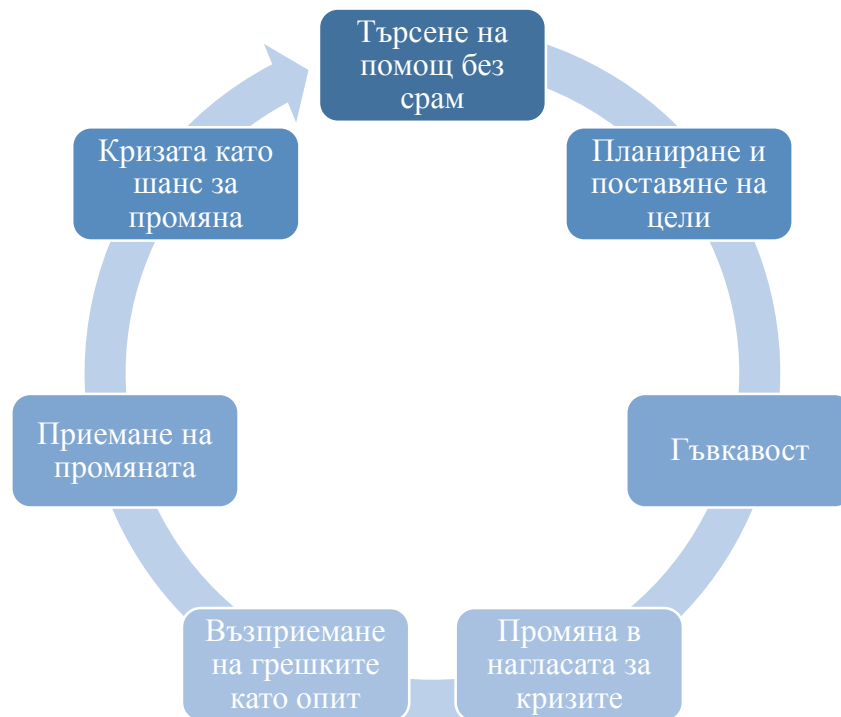 Търсене на
помощ без
срам
Планиране и
поставяне на
цели
Гъвкавост
Промяна в
нагласата за
кризите
Възприемане
на грешките
като опит
Приемане на
промяната
Кризата като
шанс за
промяна